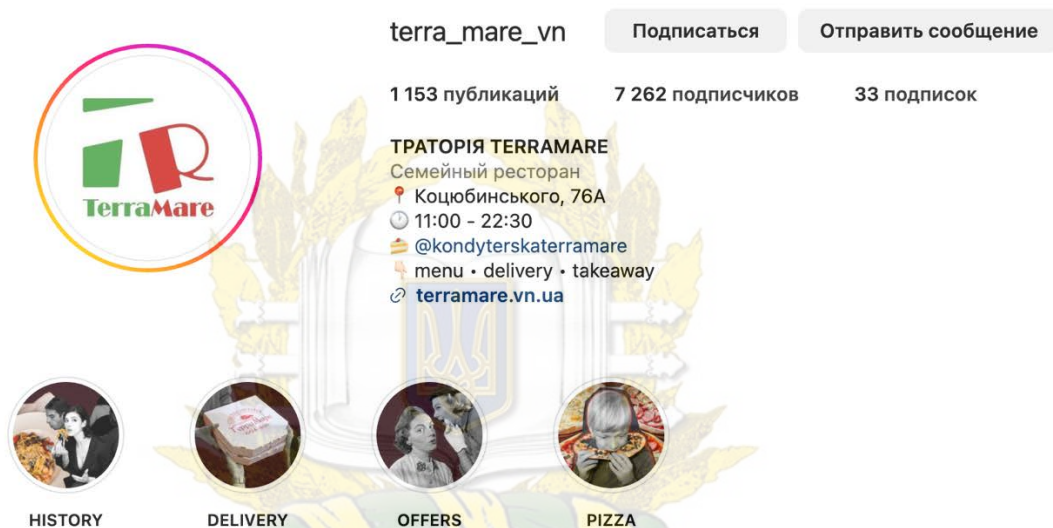 terra_mare_vn Подписаться Отправить сообщение
1 153 публикаций 7 262 подписчиков 33 подписок
TerraMare
ТРАТОРІЯ TERRAMARE
Семейный ресторан
Коцюбинського, 76А
11:00 - 22:30
@kondyterskaterramare
menu • delivery • takeaway
terramare.vn.ua
HISTORY DELIVERY OFFERS PIZZA